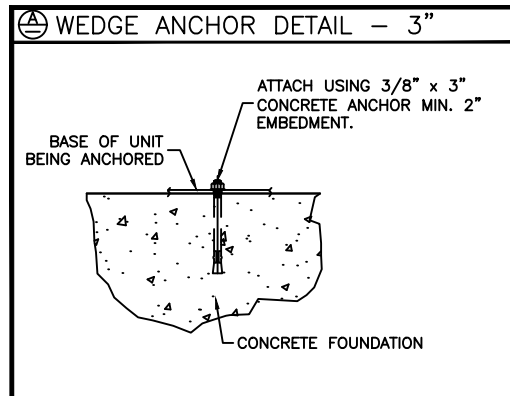 A WEDGE ANCHOR DETAIL – 3"
ATTACH USING 3/8" x 3"
CONCRETE ANCHOR MIN. 2"
EMBEDMENT.
BASE OF UNIT
BEING ANCHORED
CONCRETE FOUNDATION